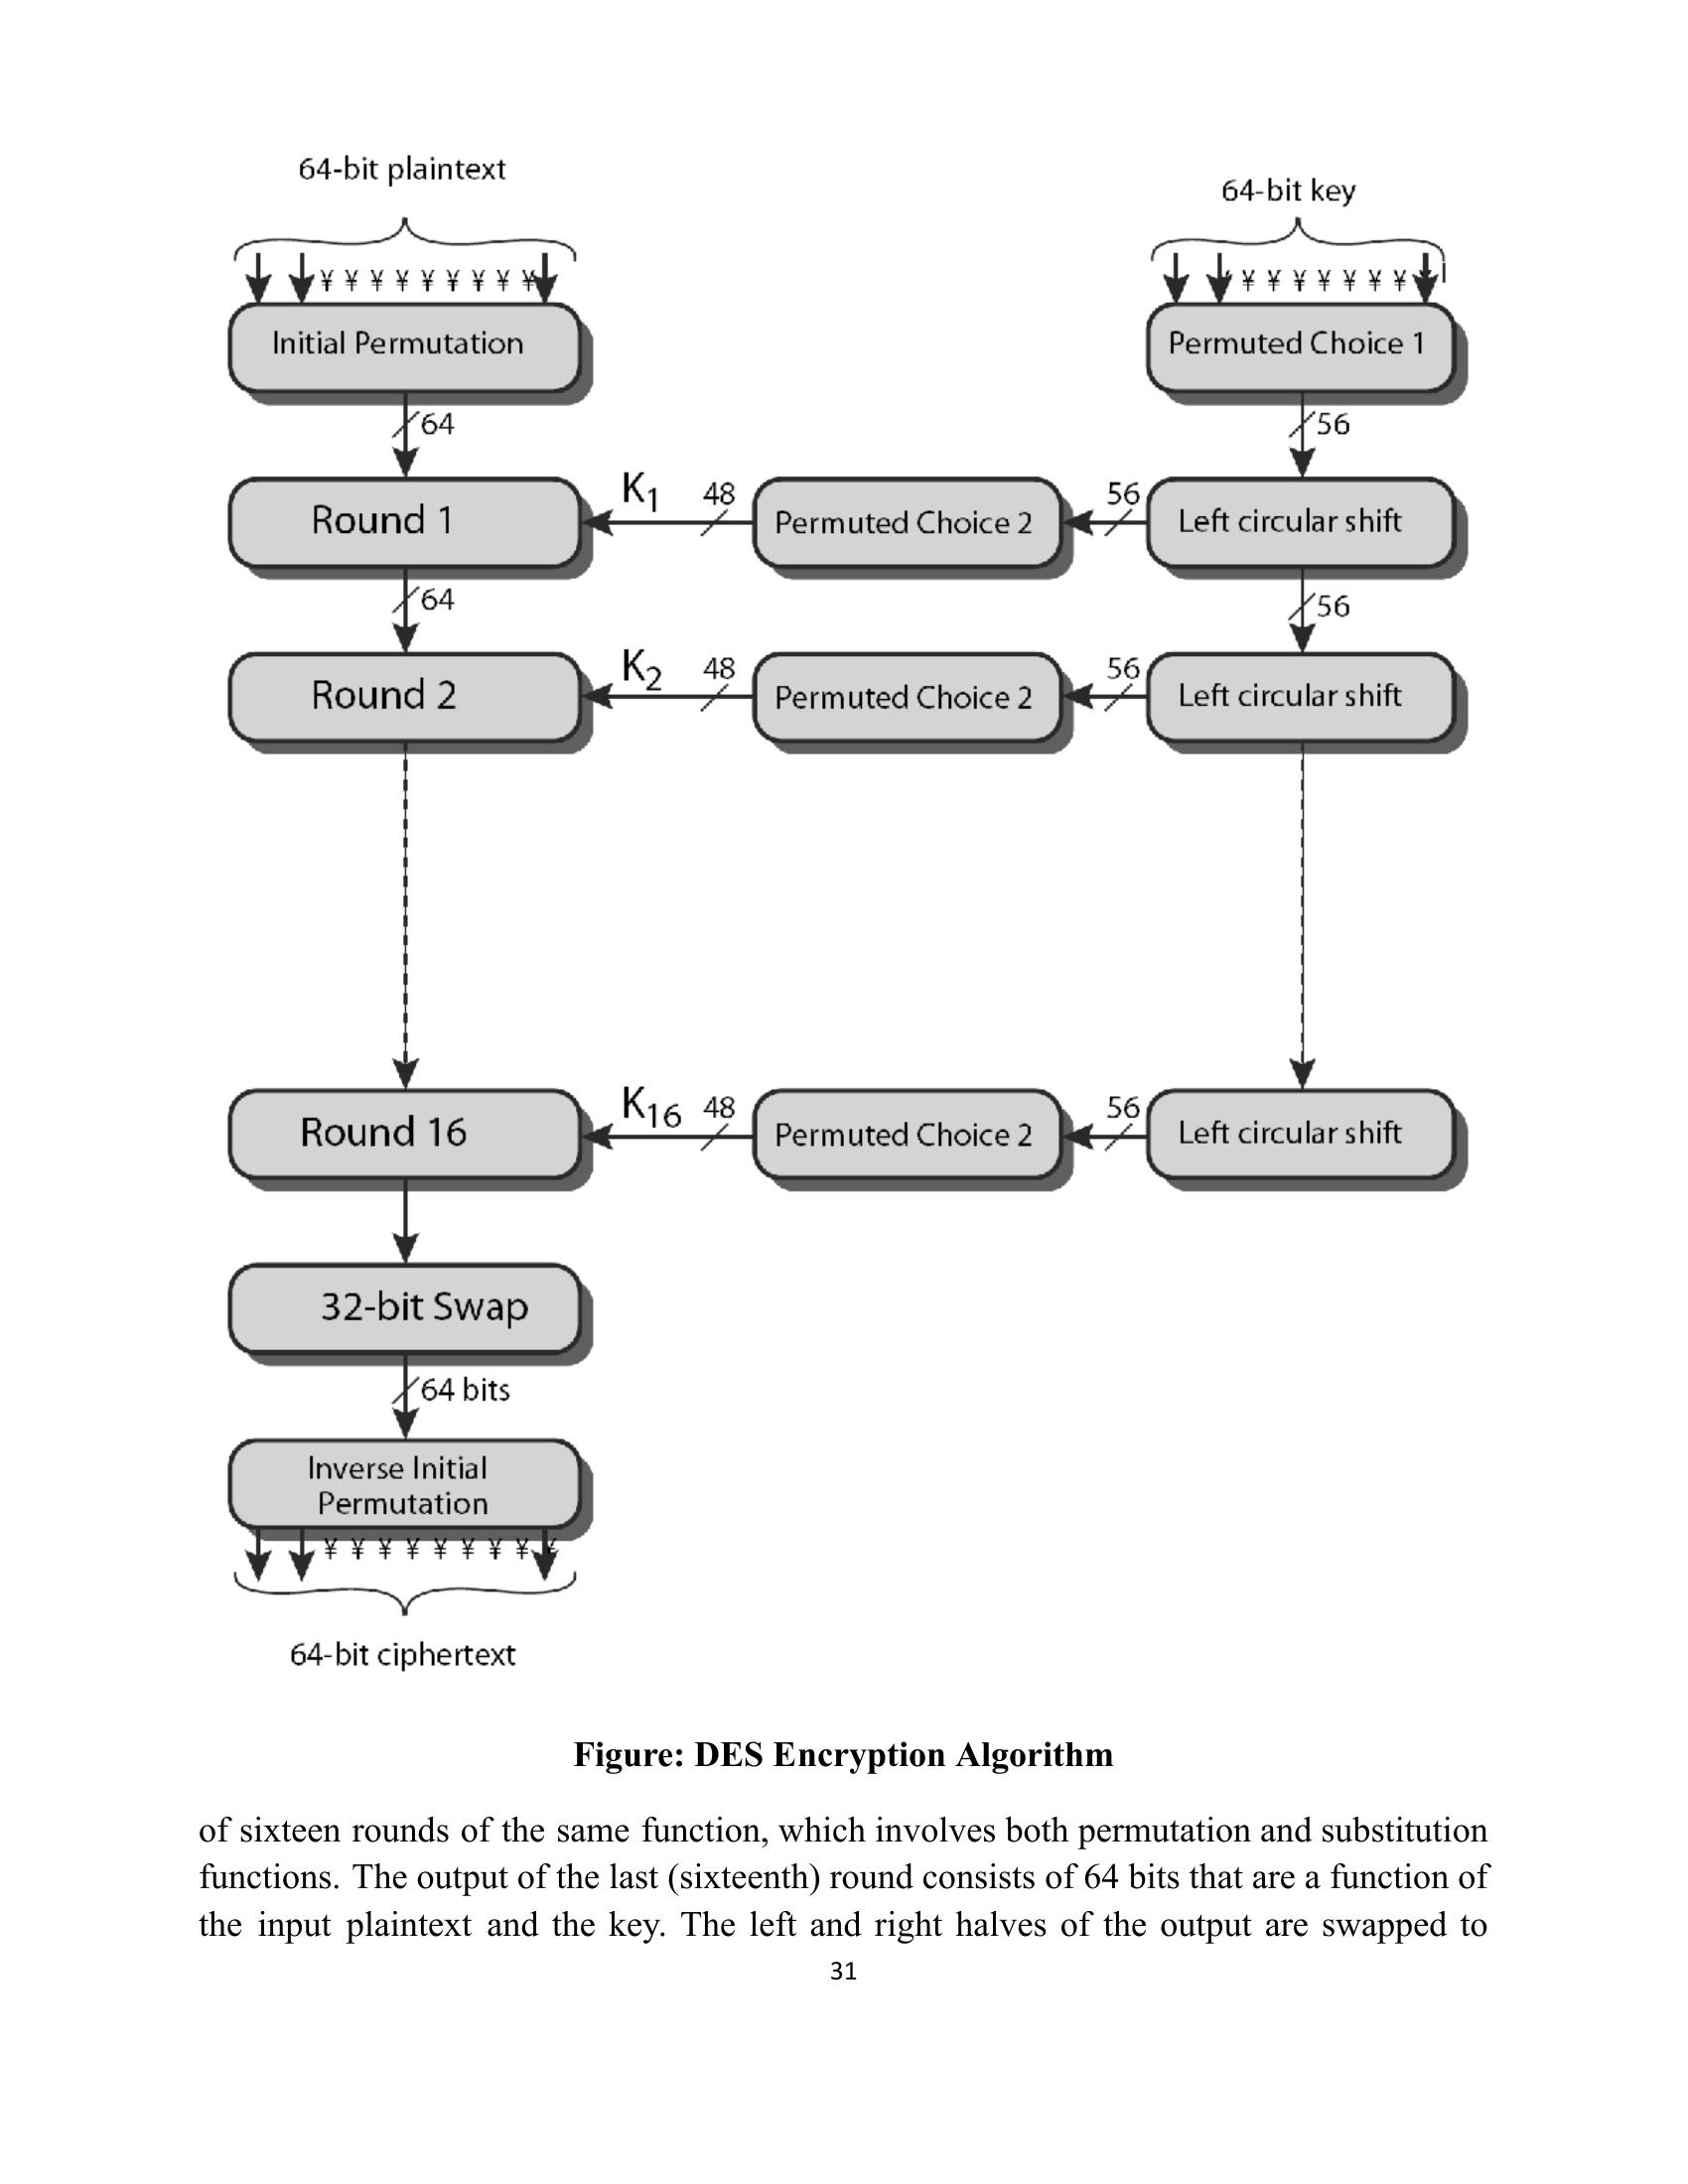 64-bit plaintext
64-bit key
¥ ¥ ¥ ¥ ¥ ¥ ¥ ¥ ¥
¥ ¥ ¥ ¥ ¥ ¥ ¥
Initial Permutation
Permuted Choice 1
64
56
Round 1
K1
48
Permuted Choice 2
56
Left circular shift
64
56
Round 2
K2
48
Permuted Choice 2
56
Left circular shift
Round 16
K16
48
Permuted Choice 2
56
Left circular shift
32-bit Swap
64 bits
Inverse Initial
Permutation
¥ ¥ ¥ ¥ ¥ ¥ ¥ ¥ ¥
64-bit ciphertext
Figure: DES Encryption Algorithm
of sixteen rounds of the same function, which involves both permutation and substitution
functions. The output of the last (sixteenth) round consists of 64 bits that are a function of
the input plaintext and the key. The left and right halves of the output are swapped to
31